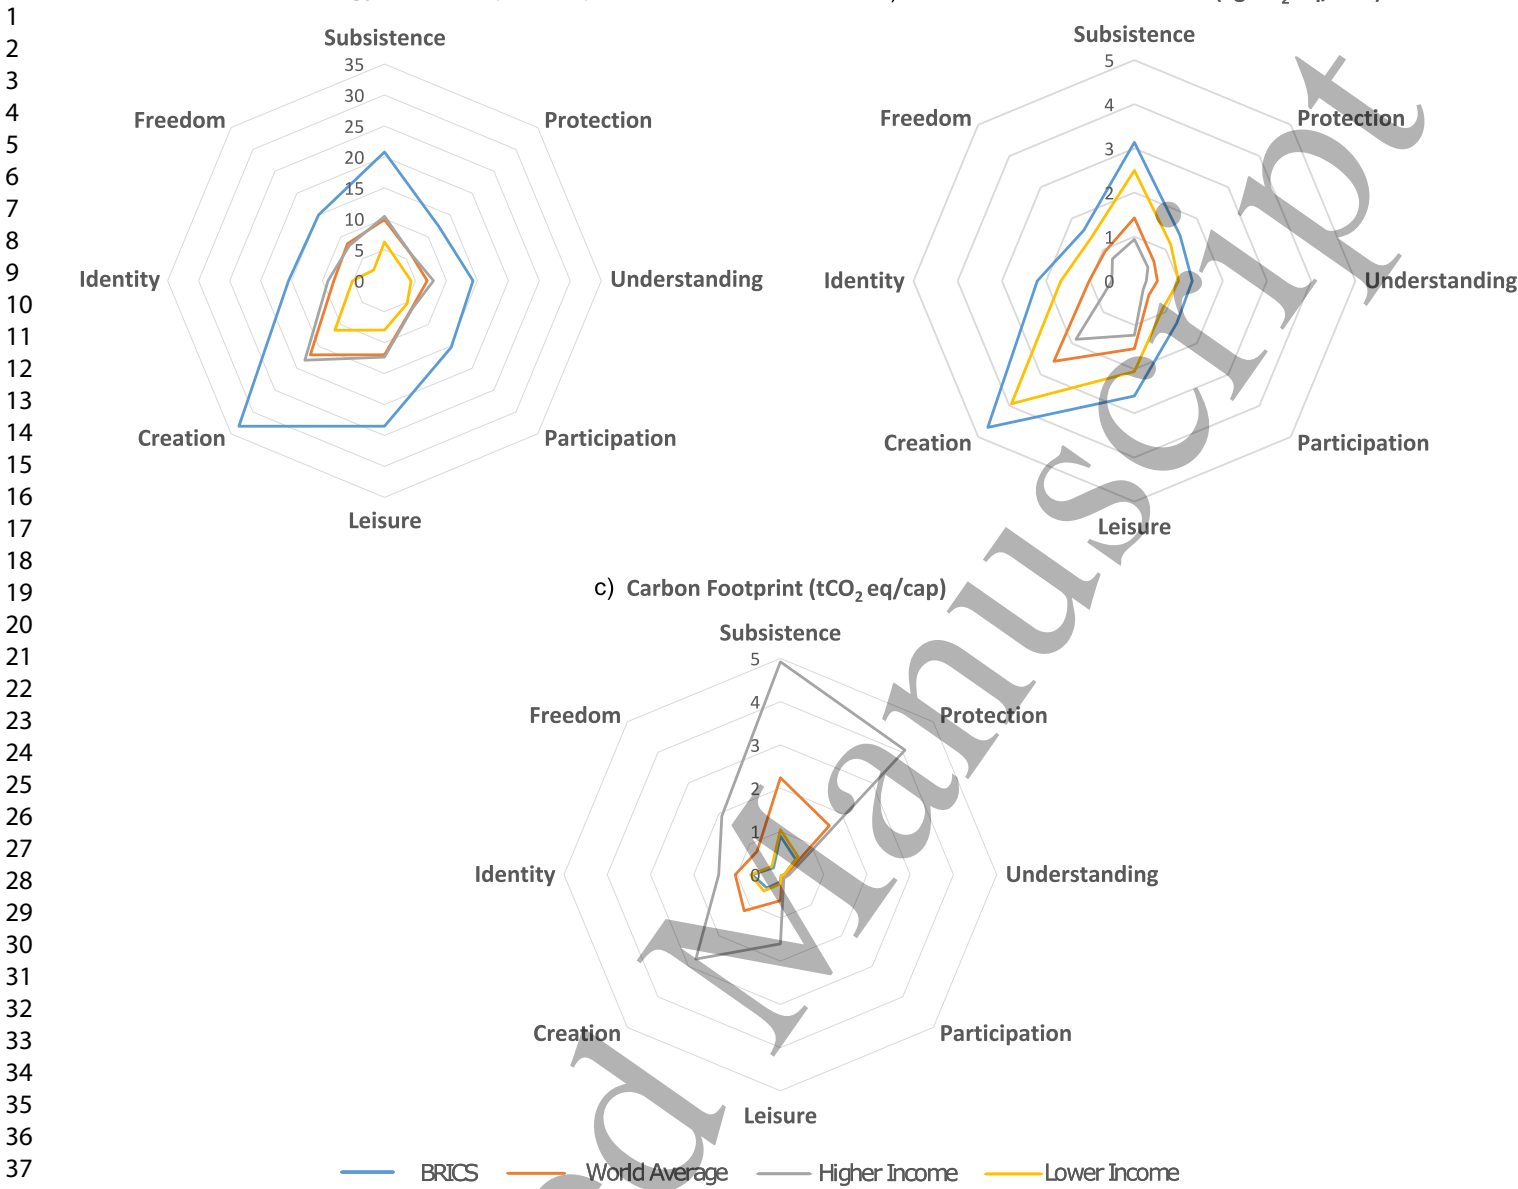 1
2
3
4
5
6
7
8
9
10
11
12
13
14
15
16
17
18
19
20
21
22
23
24
25
26
27
28
29
30
31
32
33
34
35
36
37
Subsistence
35
30
25
20
15
10
5
0
Freedom
Protection
Identity
Understanding
Creation
Participation
Leisure
Subsistence
5
4
3
2
1
0
Freedom
Protection
Identity
Understanding
Creation
Participation
Leisure
c) Carbon Footprint (tCO2 eq/cap)
Subsistence
5
4
3
2
1
0
Freedom
Protection
Identity
Understanding
Creation
Participation
Leisure
BRICS World Average Higher Income Lower Income
d Manuscript